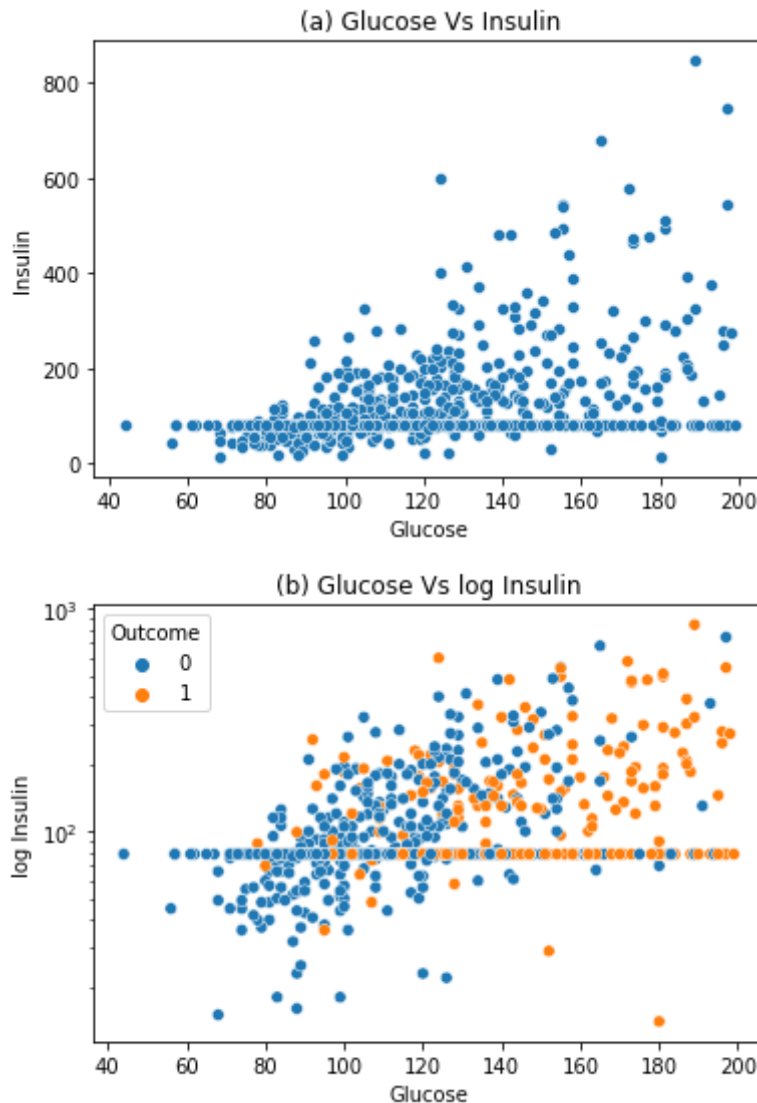 (a) Glucose Vs Insulin
800
600
400
200
0
Insulin
40 60 80 100 120 140 160 180 200
Glucose
(b) Glucose Vs log Insulin
10³
10²
log Insulin
Outcome
0
1
40 60 80 100 120 140 160 180 200
Glucose